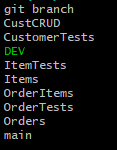 git branch
CustCRUD
CustomerTests
DEV
ItemTests
Items
OrderItems
OrderTests
Orders
main